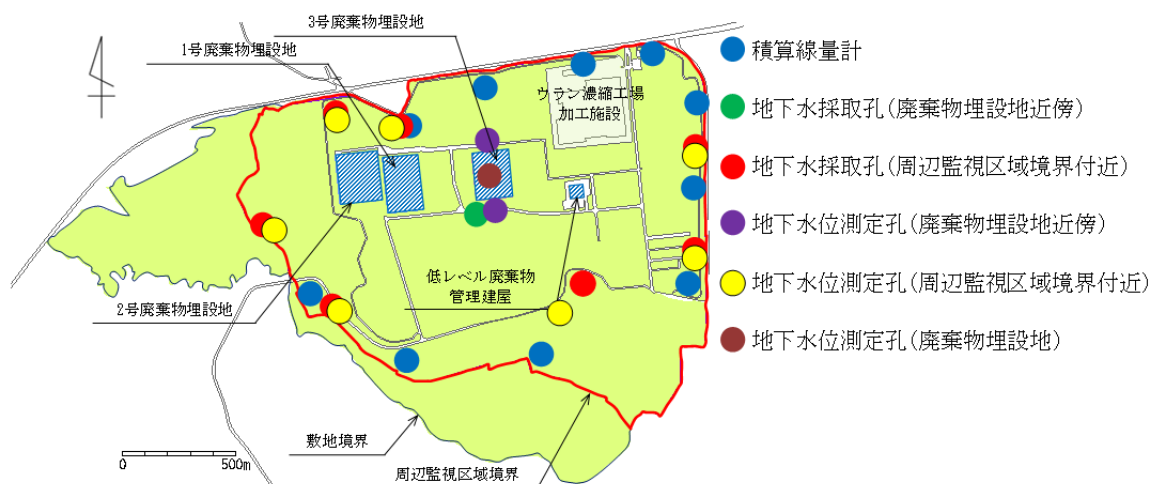 3号廃棄物埋設地
1号廃棄物埋設地
ウラン濃縮工場
加工施設
低レベル廃棄物
管理建屋
2号廃棄物埋設地
敷地境界
周辺監視区域境界
0 500m
積算線量計
地下水採取孔(廃棄物埋設地近傍)
地下水採取孔(周辺監視区域境界付近)
地下水位測定孔(廃棄物埋設地近傍)
地下水位測定孔(周辺監視区域境界付近)
地下水位測定孔(廃棄物埋設地)